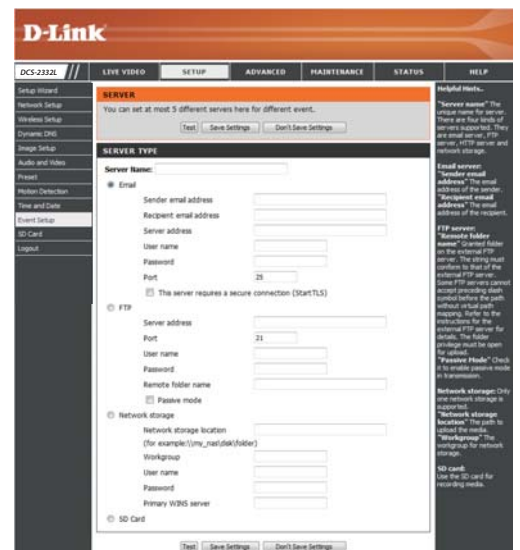 D-Link
DCS-2332L
LIVE VIDEO
SETUP
ADVANCED
MAINTENANCE
STATUS
HELP
Setup Wizard
Network Setup
Wireless Setup
Dynamic DNS
Image Setup
Audio and Video
Preset
Motion Detection
Time and Date
Event Setup
SD Card
Logout
SERVER
You can set at most 5 different servers here for different event.
Test
Save Settings
Don't Save Settings
SERVER TYPE
Server Name:
Email
Sender email address
Recipient email address
Server address
User name
Password
Port 25
This server requires a secure connection (StartTLS)
FTP
Server address
Port 21
User name
Password
Remote folder name
Passive mode
Network storage
Network storage location
(for example:\\my_nas\disk\folder)
Workgroup
User name
Password
Primary WINS server
SD Card
Test
Save Settings
Don't Save Settings
Helpful Hints..
"Server name" The
unique name for server.
There are four kinds of
servers supported. They
are email server, FTP
server, HTTP server and
network storage.
Email server:
"Sender email
address" The email
address of the sender.
"Recipient email
address" The email
address of the recipient.
FTP server:
"Remote folder
name" Granted folder
on the external FTP
server. The string must
conform to that of the
external FTP server.
Some FTP servers cannot
accept preceding slash
symbol before the path
without virtual path
mapping. Refer to the
instructions for the
external FTP server for
details. The folder
privilege must be open
for upload.
"Passive Mode" Check
it to enable passive mode
in transmission.
Network storage: Only
one network storage is
supported.
"Network storage
location" The path to
upload the media.
"Workgroup" The
workgroup for network
storage.
SD card:
Use the SD card for
recording media.